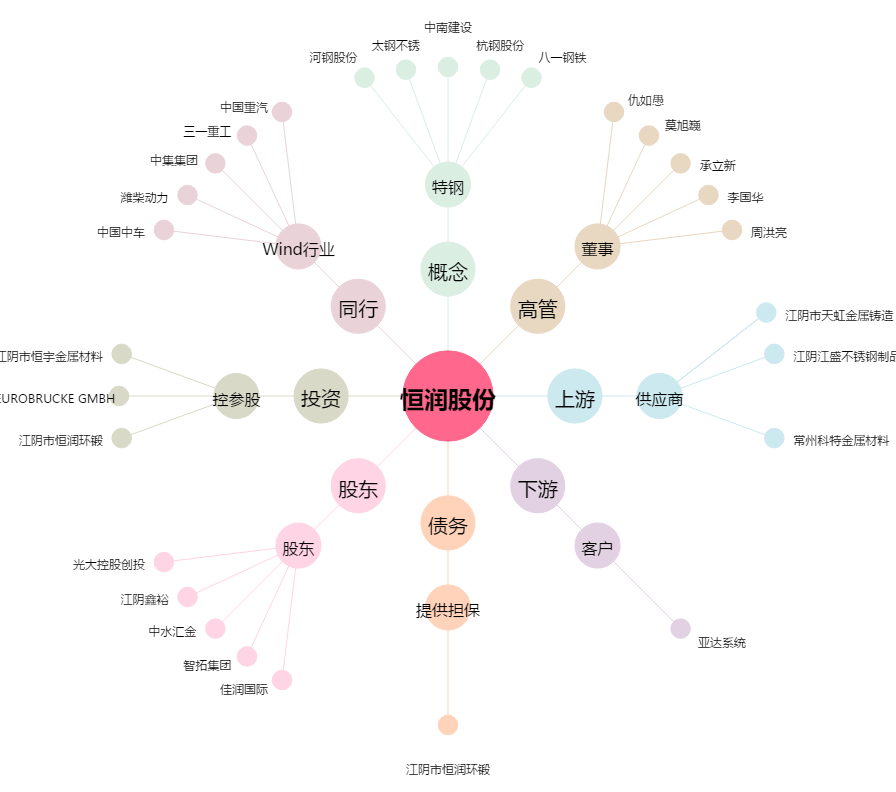 中南建设
太钢不锈
杭钢股份
河钢股份
八一钢铁
特钢
概念
中国重汽
三一重工
中集集团
潍柴动力
中国中车
Wind行业
同行
仇如愚
莫旭巍
承立新
李国华
周洪亮
董事
高管
江阴市恒宇金属材料
EUROBRUCKE GMBH
江阴市恒润环锻
控参股
投资
恒润股份
上游
供应商
江阴市天虹金属铸造
江阴江盛不锈钢制品
常州科特金属材料
股东
股东
光大控股创投
江阴鑫裕
中水汇金
智拓集团
佳润国际
债务
提供担保
江阴市恒润环锻
下游
客户
亚达系统